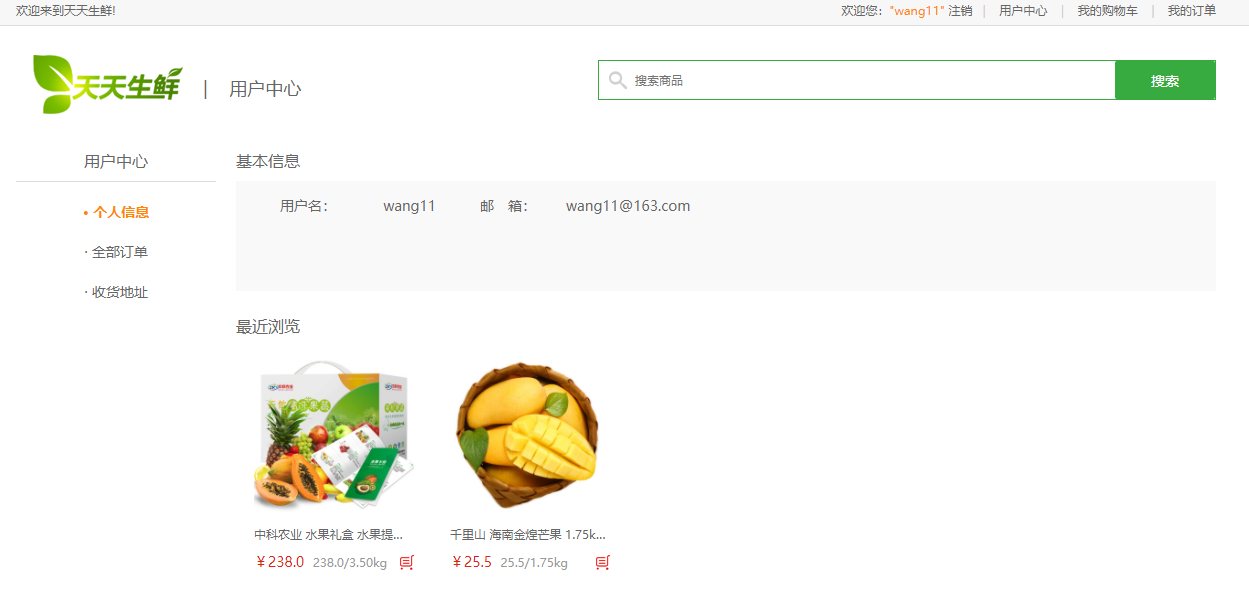 欢迎来到天天生鲜!
欢迎您："wang11" 注销 | 用户中心 | 我的购物车 | 我的订单
天天生鲜 | 用户中心
搜索商品 搜索
用户中心
• 个人信息
· 全部订单
· 收货地址
基本信息
用户名： wang11 邮 箱： wang11@163.com
最近浏览
中科农业 水果礼盒 水果提...
￥238.0 238.0/3.50kg
千里山 海南金煌芒果 1.75k...
￥25.5 25.5/1.75kg